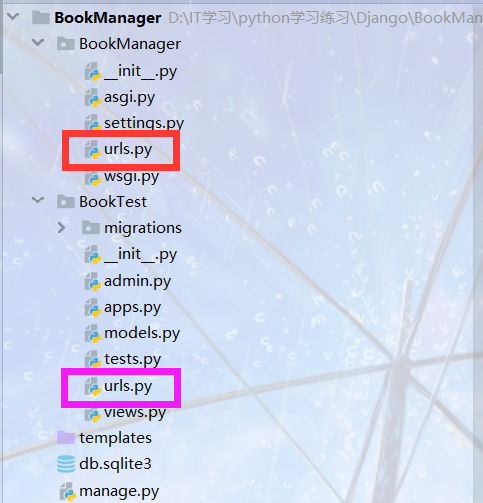 BookManager D:\IT学习\python学习练习\Django\BookMan
BookManager
__init__.py
asgi.py
settings.py
urls.py
wsgi.py
BookTest
migrations
__init__.py
admin.py
apps.py
models.py
tests.py
urls.py
views.py
templates
db.sqlite3
manage.py